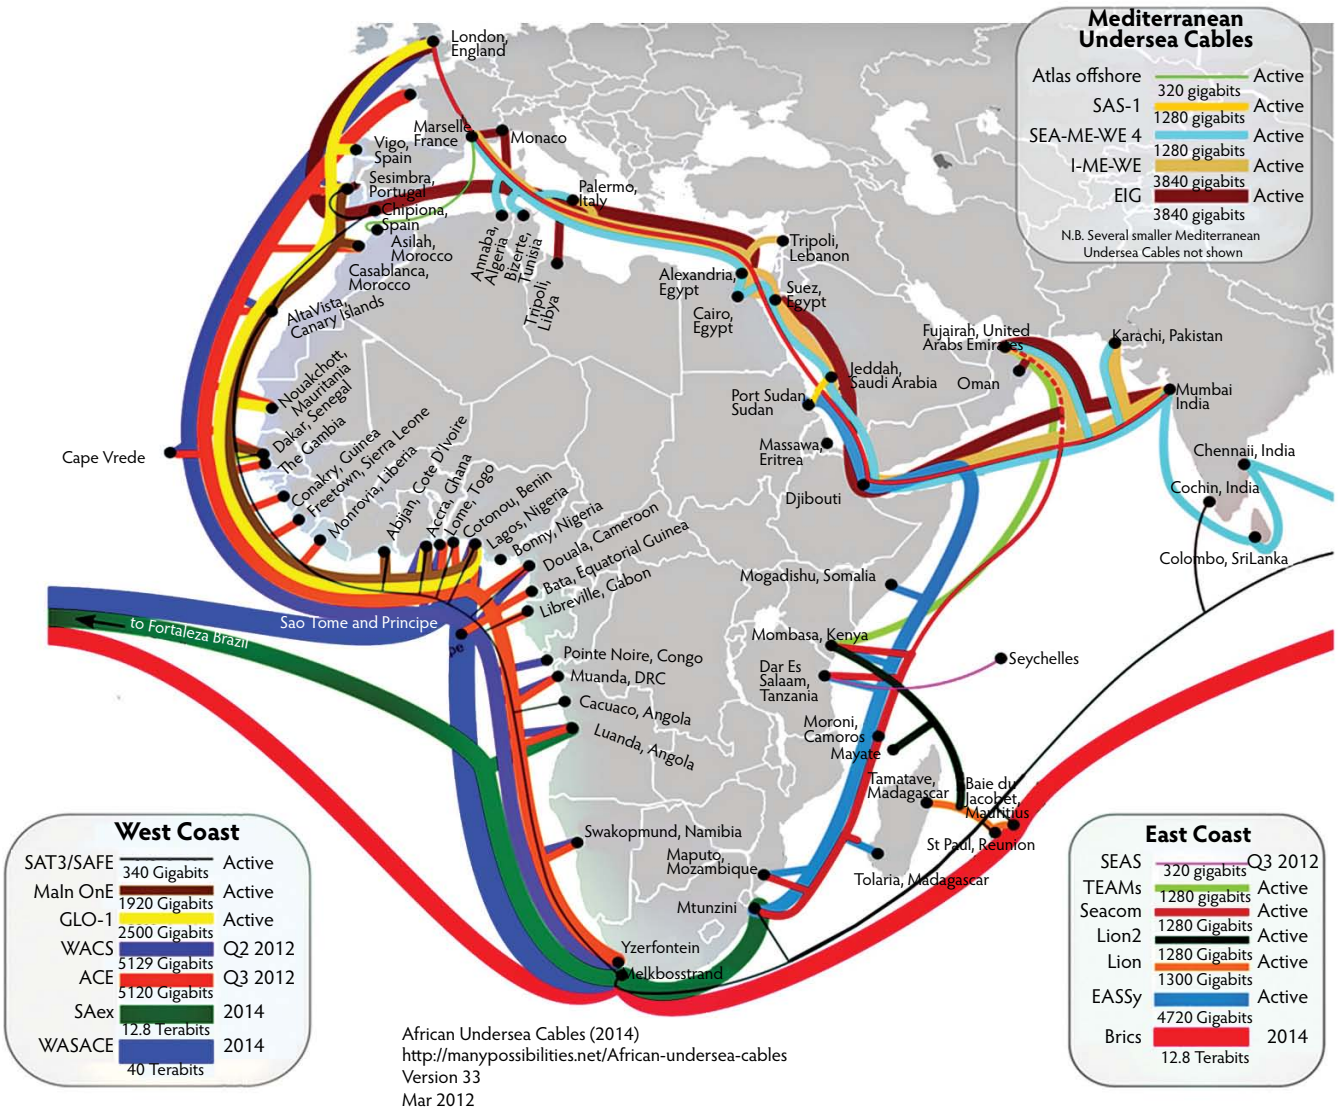 London,
England
Vigo,
Spain
Marselle
France
Monaco
Sesimbra,
Portugal
Chipiona,
Spain
Asilah,
Morocco
Casablanca,
Morocco
AltaVista,
Canary Islands
Palermo,
Italy
Annaba,
Algeria
Bizerte,
Tunisia
Tripoli,
Libya
Tripoli,
Lebanon
Alexandria,
Egypt
Cairo,
Egypt
Suez,
Egypt
Jeddah,
Saudi Arabia
Port Sudan,
Sudan
Massawa,
Eritrea
Djibouti
Fujairah, United
Arabs Emirates
Oman
Karachi, Pakistan
Mumbai
India
Chennaii, India
Cochin, India
Colombo, SriLanka
Nouakchott,
Mauritania
Dakar, Senegal
The Gambia
Cape Vrede
Conakry, Guinea
Freetown, Sierra Leone
Monrovia, Liberia
Abijan, Cote D'Ivoire
Accra, Ghana
Lome, Togo
Cotonou, Benin
Lagos, Nigeria
Bonny, Nigeria
Douala, Cameroon
Bata, Equatorial Guinea
Libreville, Gabon
Sao Tome and Principe
pe
to Fortaleza Brazil
Pointe Noire, Congo
Muanda, DRC
Cacuaco, Angola
Luanda, Angola
Swakopmund, Namibia
Yzerfontein
Melkbosstrand
Mtunzini
Maputo,
Mozambique
Mogadishu, Somalia
Mombasa, Kenya
Dar Es
Salaam,
Tanzania
Seychelles
Moroni,
Camoros
Mayate
Tamatave,
Madagascar
Baie du
Jacobet,
Mauritius
St Paul, Reunion
Tolaria, Madagascar
Mediterranean
Undersea Cables
Atlas offshore Active
320 gigabits
SAS-1 Active
1280 gigabits
SEA-ME-WE 4 Active
1280 gigabits
I-ME-WE Active
3840 gigabits
EIG Active
3840 gigabits
N.B. Several smaller Mediterranean
Undersea Cables not shown
West Coast
SAT3/SAFE Active
340 Gigabits
MaIn OnE Active
1920 Gigabits
GLO-1 Active
2500 Gigabits
WACS Q2 2012
5129 Gigabits
ACE Q3 2012
5120 Gigabits
SAex 2014
12.8 Terabits
WASACE 2014
40 Terabits
East Coast
SEAS Q3 2012
320 gigabits
TEAMs Active
1280 gigabits
Seacom Active
1280 Gigabits
Lion2 Active
1280 Gigabits
Lion Active
1300 Gigabits
EASSy Active
4720 Gigabits
Brics 2014
12.8 Terabits
African Undersea Cables (2014)
http://manypossibilities.net/African-undersea-cables
Version 33
Mar 2012